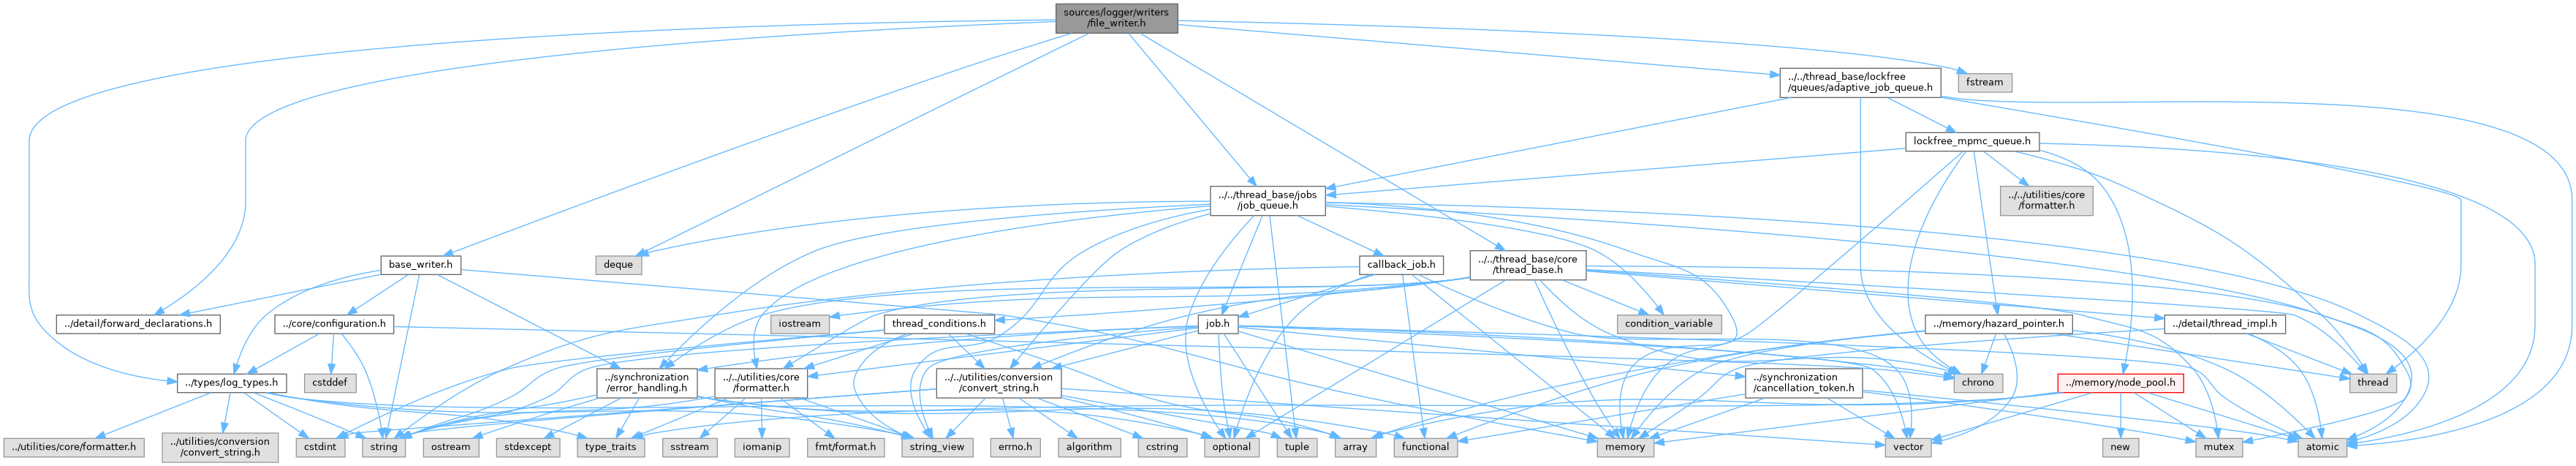 sources/logger/writers
/file_writer.h
../../thread_base/lockfree
/queues/adaptive_job_queue.h
fstream
lockfree_mpmc_queue.h
../../thread_base/jobs
/job_queue.h
../../utilities/core
/formatter.h
base_writer.h
deque
callback_job.h
../../thread_base/core
/thread_base.h
../detail/forward_declarations.h
../core/configuration.h
iostream
thread_conditions.h
job.h
condition_variable
../memory/hazard_pointer.h
../detail/thread_impl.h
../types/log_types.h
cstddef
../synchronization
/error_handling.h
../../utilities/core
/formatter.h
../../utilities/conversion
/convert_string.h
../synchronization
/cancellation_token.h
chrono
../memory/node_pool.h
thread
../utilities/core/formatter.h
../utilities/conversion
/convert_string.h
cstdint
string
ostream
stdexcept
type_traits
sstream
iomanip
fmt/format.h
string_view
errno.h
algorithm
cstring
optional
tuple
array
functional
memory
vector
new
mutex
atomic